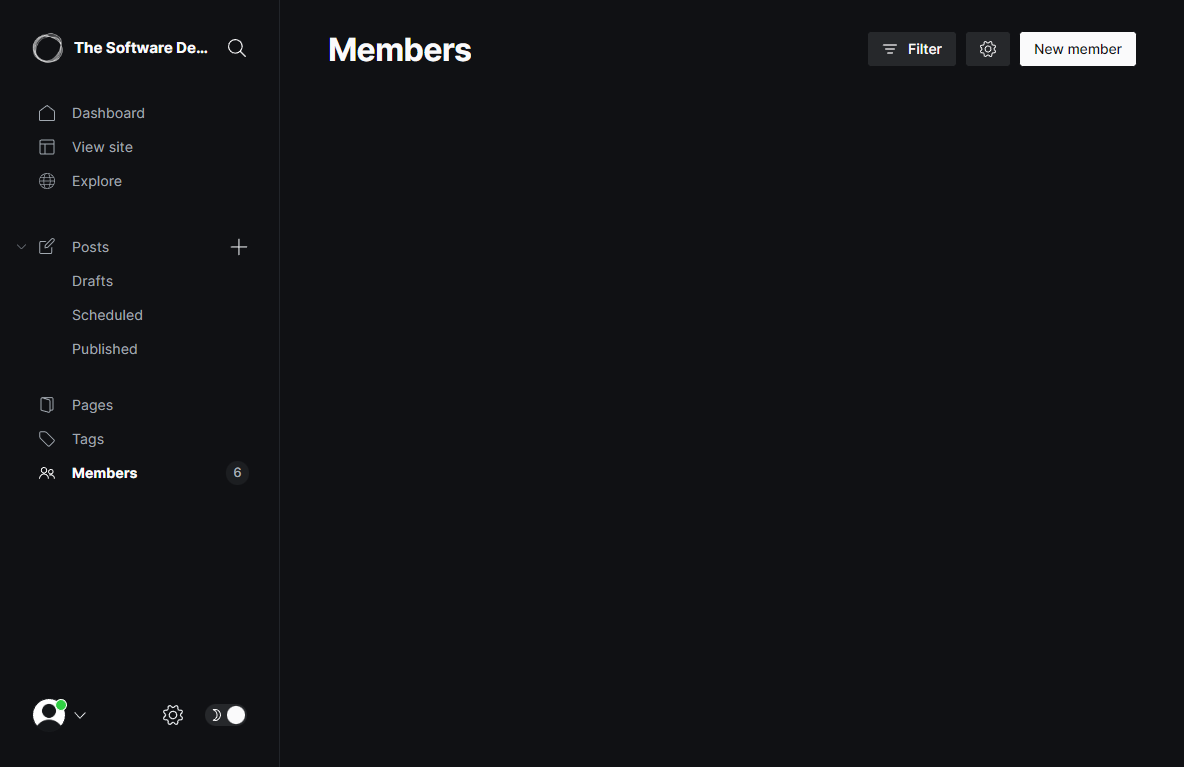 The Software De...
Members
Filter
New member
Dashboard
View site
Explore
Posts
Drafts
Scheduled
Published
Pages
Tags
Members 6